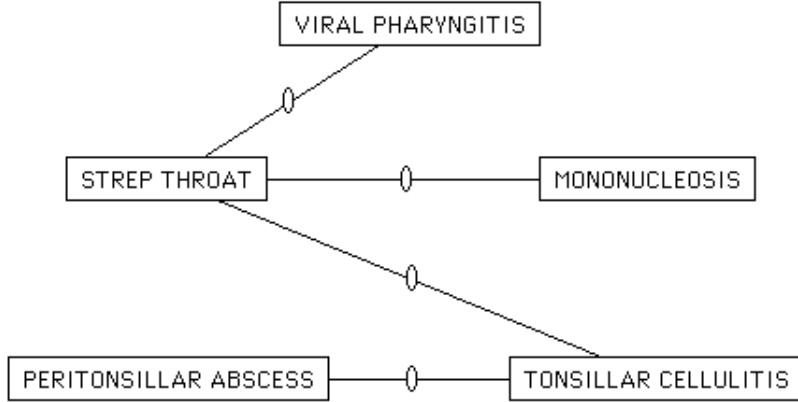 VIRAL PHARYNGITIS
STREP THROAT
MONONUCLEOSIS
PERITONSILLAR ABSCESS
TONSILLAR CELLULITIS